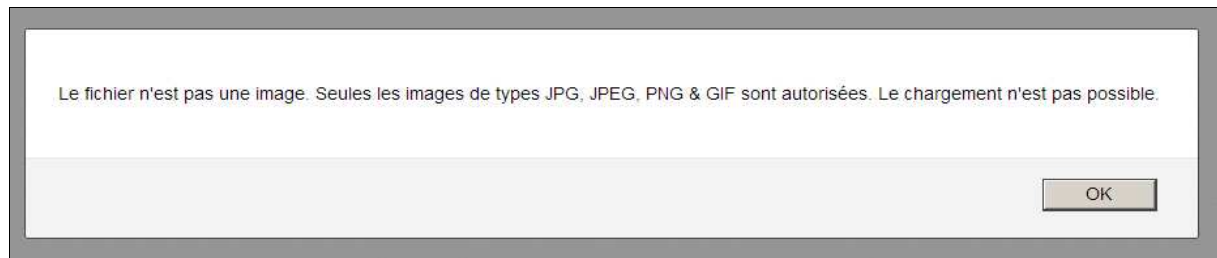 Le fichier n'est pas une image. Seules les images de types JPG, JPEG, PNG & GIF sont autorisées. Le chargement n'est pas possible.
OK